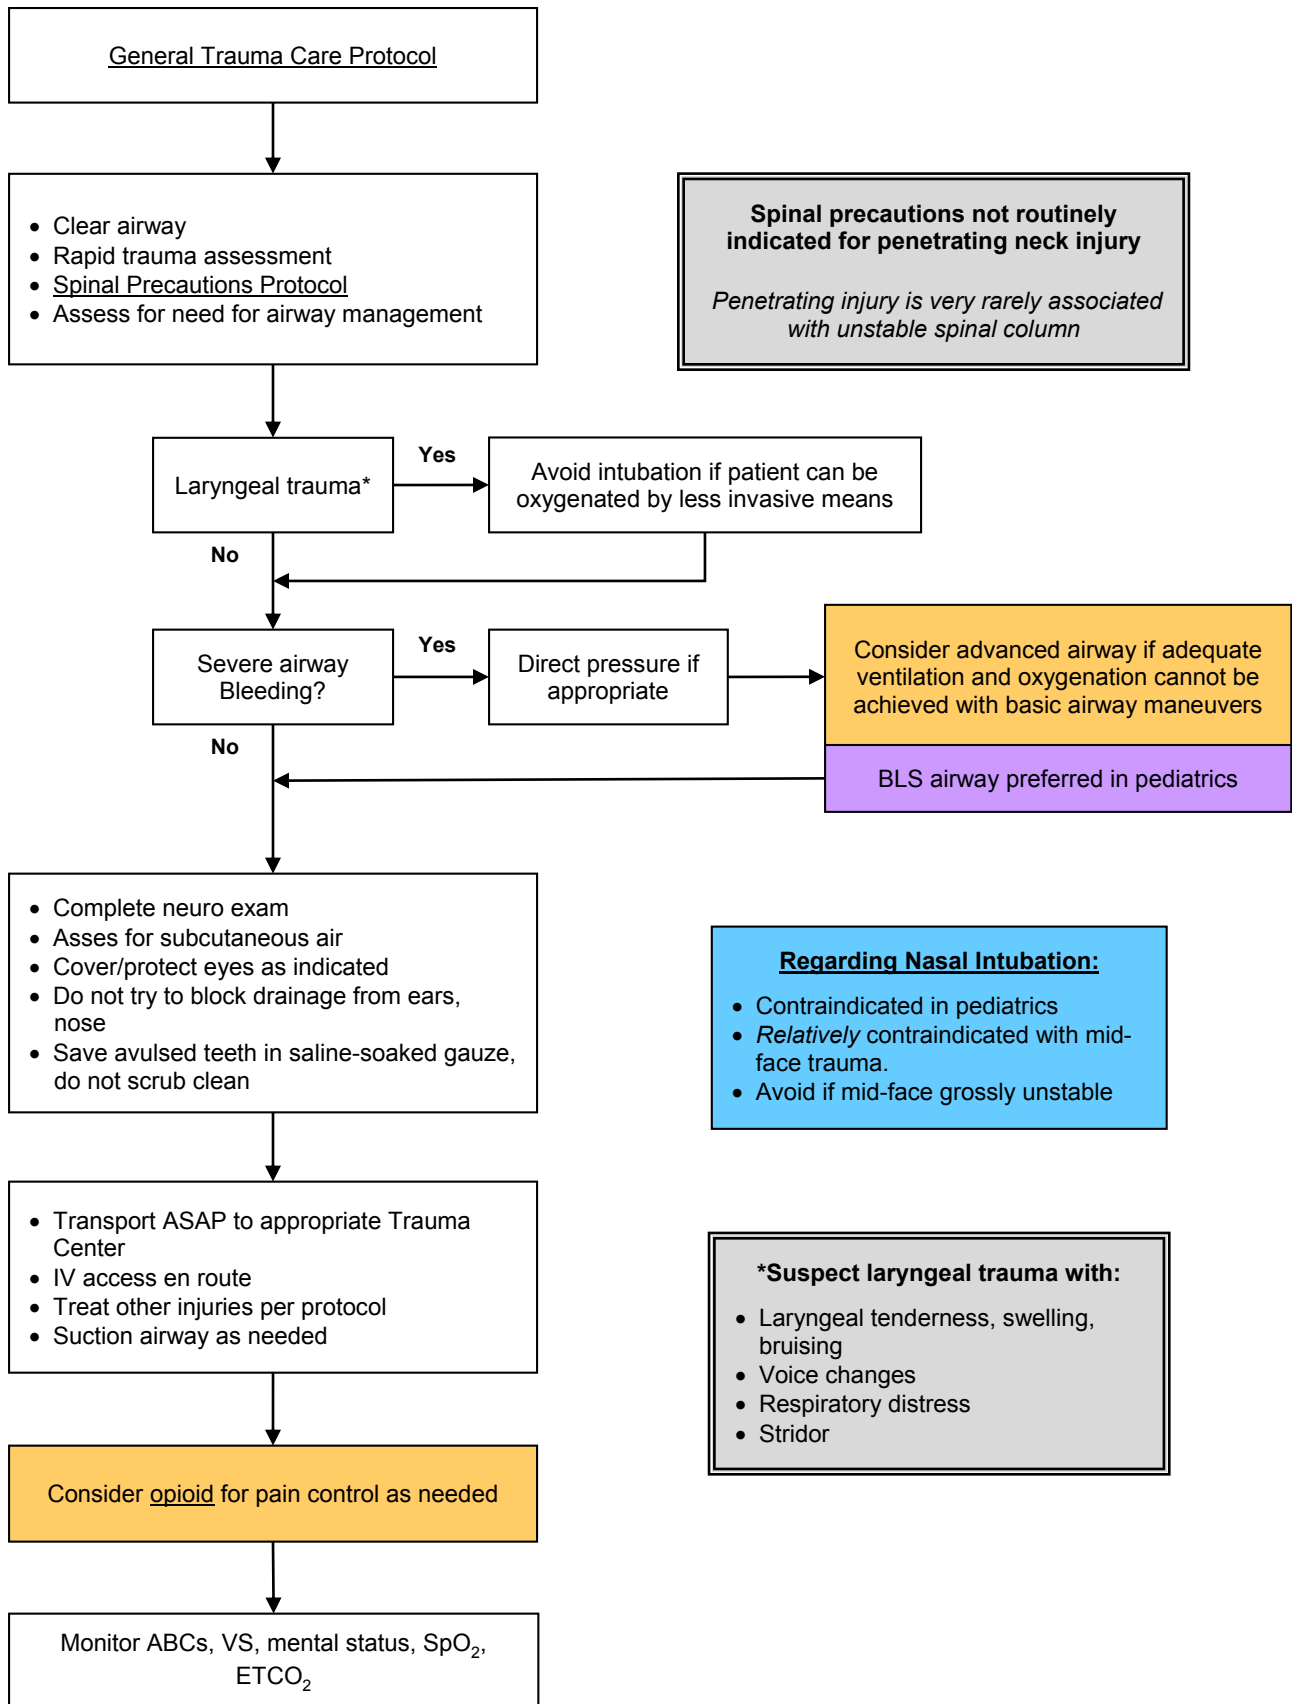 General Trauma Care Protocol
• Clear airway
• Rapid trauma assessment
• Spinal Precautions Protocol
• Assess for need for airway management
Spinal precautions not routinely
indicated for penetrating neck injury
Penetrating injury is very rarely associated
with unstable spinal column
Laryngeal trauma*
Yes
Avoid intubation if patient can be
oxygenated by less invasive means
No
Severe airway
Bleeding?
Yes
Direct pressure if
appropriate
Consider advanced airway if adequate
ventilation and oxygenation cannot be
achieved with basic airway maneuvers
BLS airway preferred in pediatrics
No
• Complete neuro exam
• Asses for subcutaneous air
• Cover/protect eyes as indicated
• Do not try to block drainage from ears,
nose
• Save avulsed teeth in saline-soaked gauze,
do not scrub clean
Regarding Nasal Intubation:
• Contraindicated in pediatrics
• Relatively contraindicated with mid-
face trauma.
• Avoid if mid-face grossly unstable
• Transport ASAP to appropriate Trauma
Center
• IV access en route
• Treat other injuries per protocol
• Suction airway as needed
*Suspect laryngeal trauma with:
• Laryngeal tenderness, swelling,
bruising
• Voice changes
• Respiratory distress
• Stridor
Consider opioid for pain control as needed
Monitor ABCs, VS, mental status, SpO₂,
ETCO₂